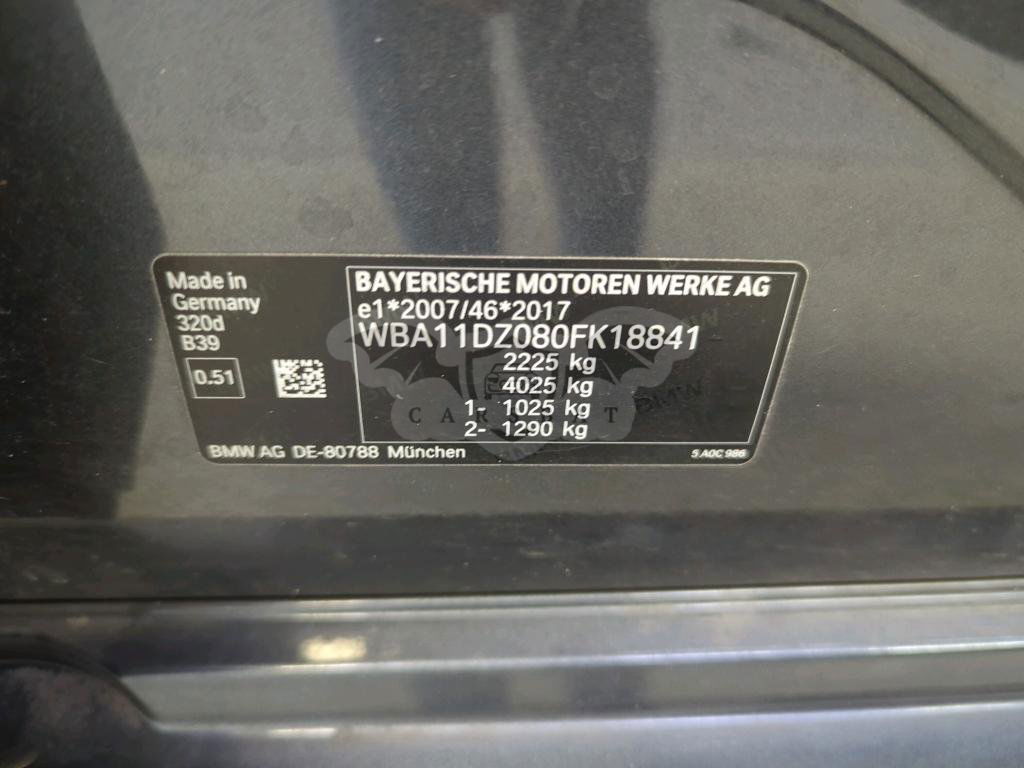 Made in
Germany
320d
B39
0.51
BAYERISCHE MOTOREN WERKE AG
e1*2007/46*2017
WBA11DZ080FK18841
2225 kg
4025 kg
1- 1025 kg
2- 1290 kg
BMW AG DE-80788 München
5 A0C 986
BMW